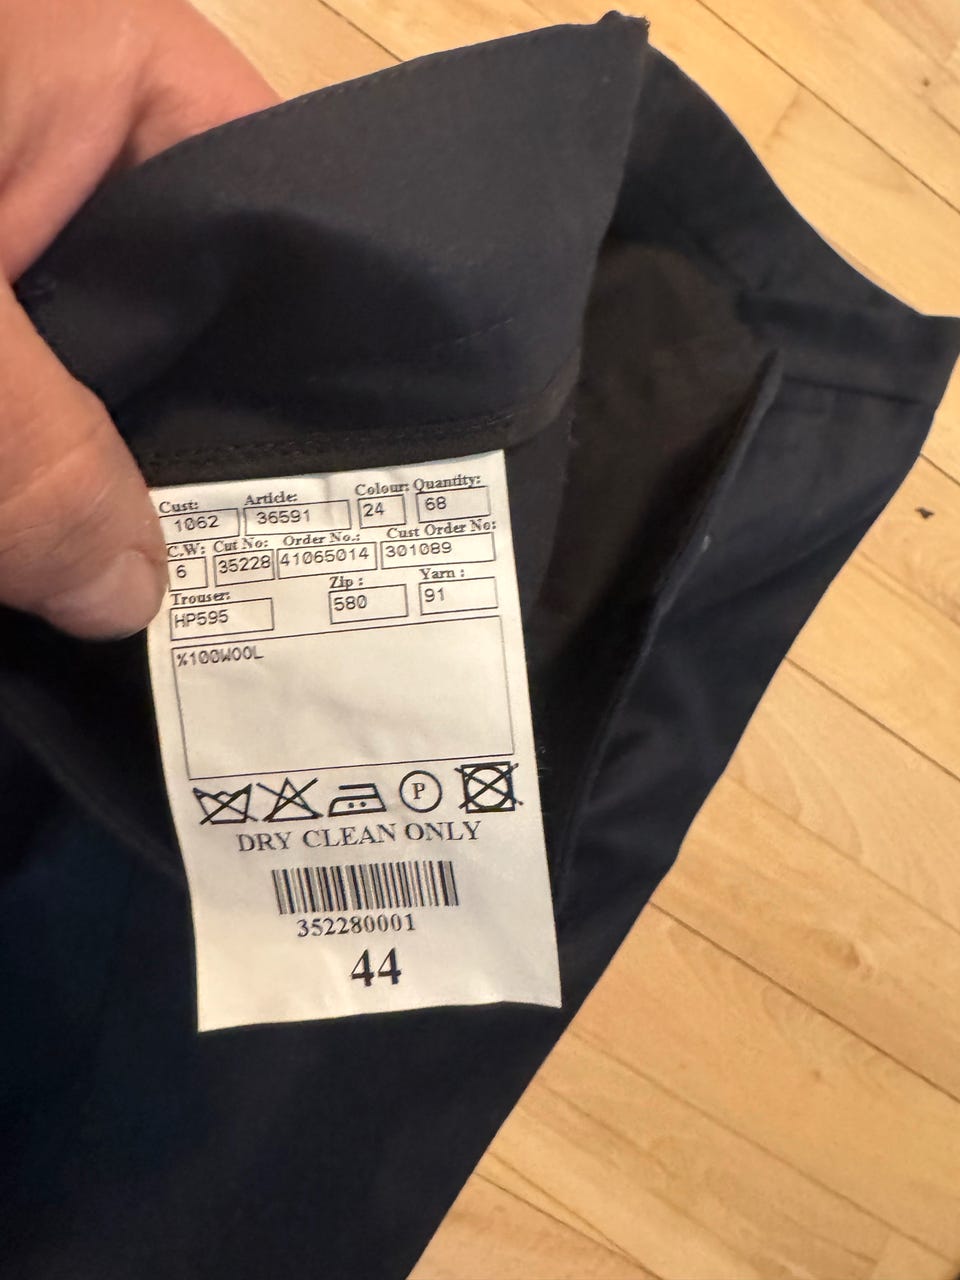 Cust: Article: Colour: Quantity:
1062 36591 24 68
C.W: Cut No: Order No.: Cust Order No:
6 35228 41065014 301089
Trouser: Zip : Yarn :
HP595 580 91
%100WOOL
P
DRY CLEAN ONLY
352280001
44